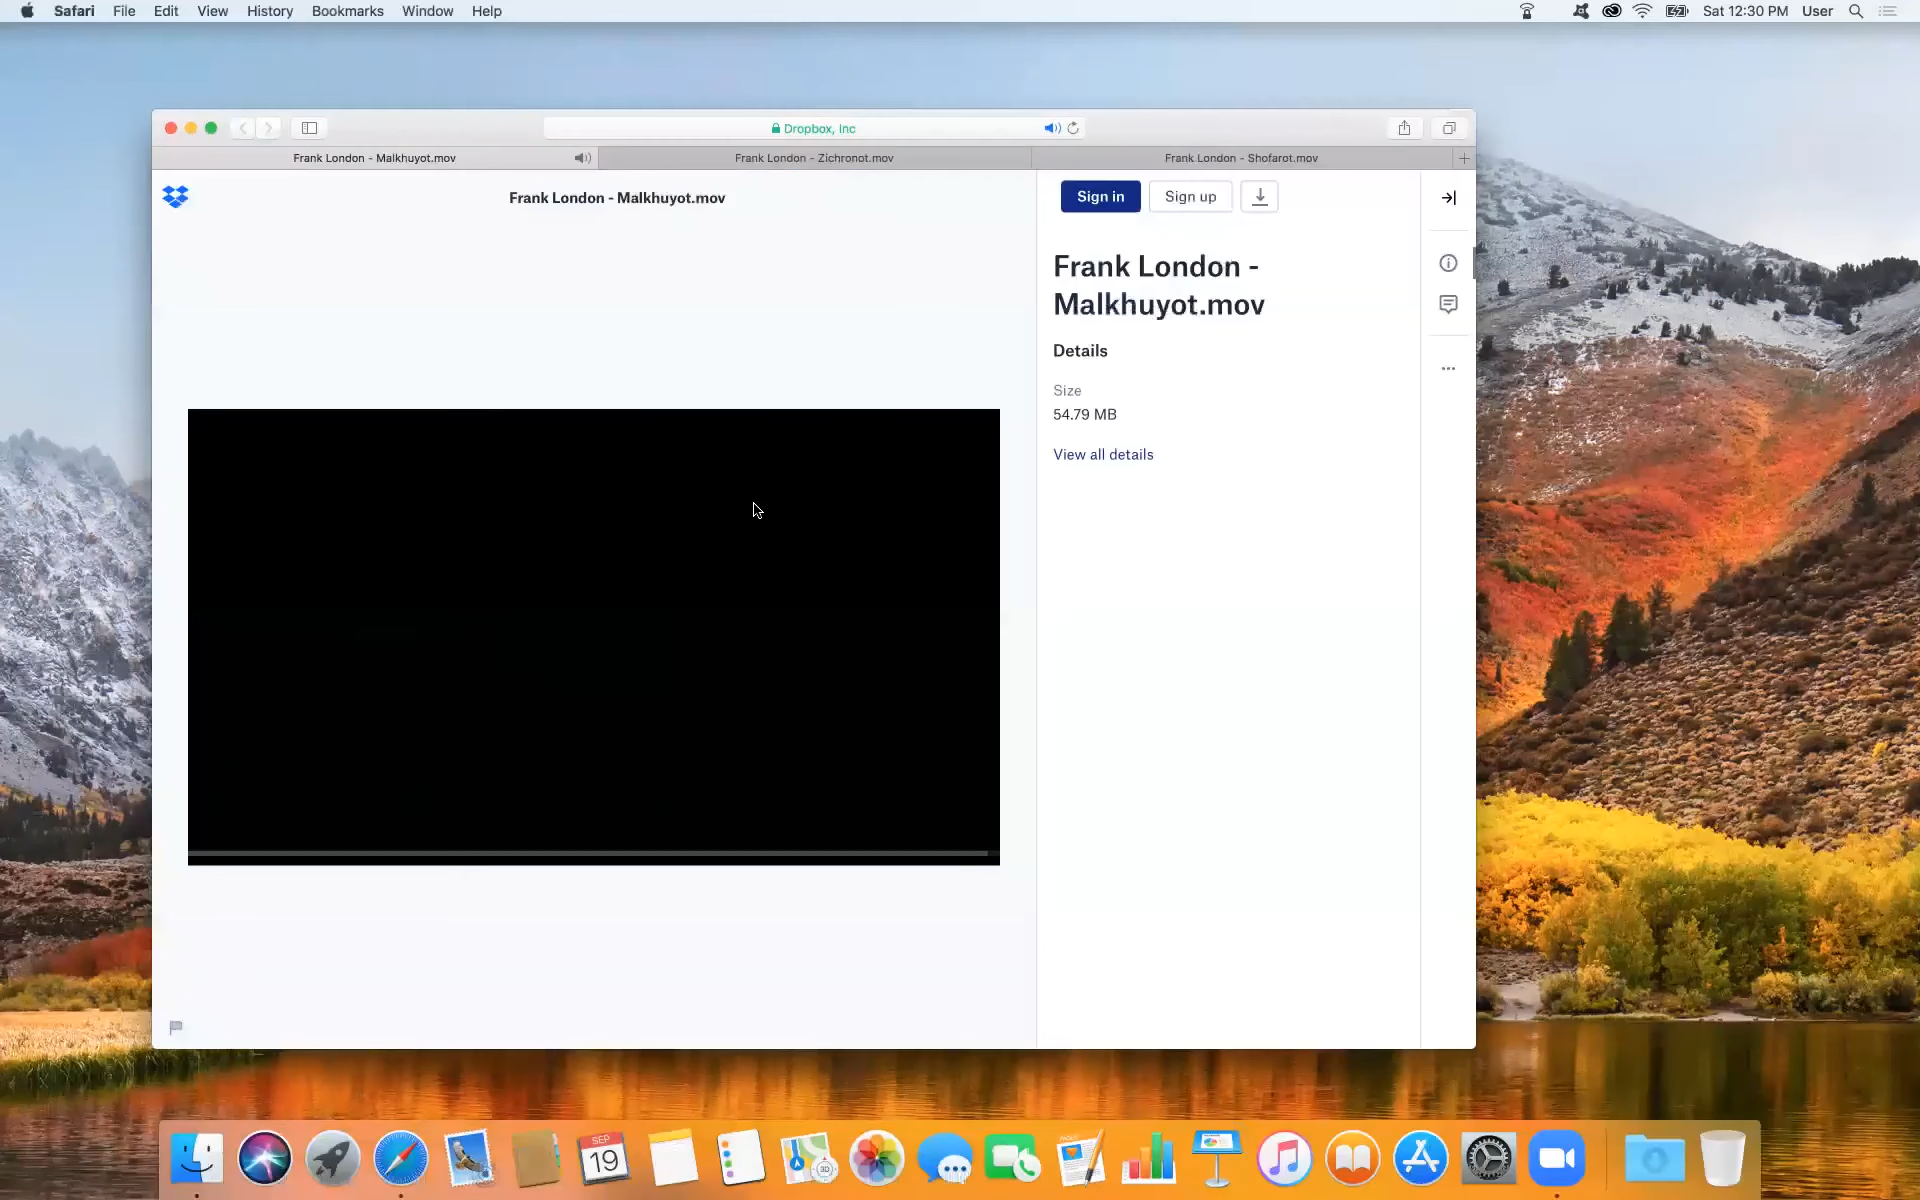 Safari File Edit View History Bookmarks Window Help
Sat 12:30 PM User
Dropbox, Inc
Frank London - Malkhuyot.mov
Frank London - Zichronot.mov
Frank London - Shofarot.mov
Frank London - Malkhuyot.mov
Sign in
Sign up
Frank London -
Malkhuyot.mov
Details
Size
54.79 MB
View all details
SEP
19
3D